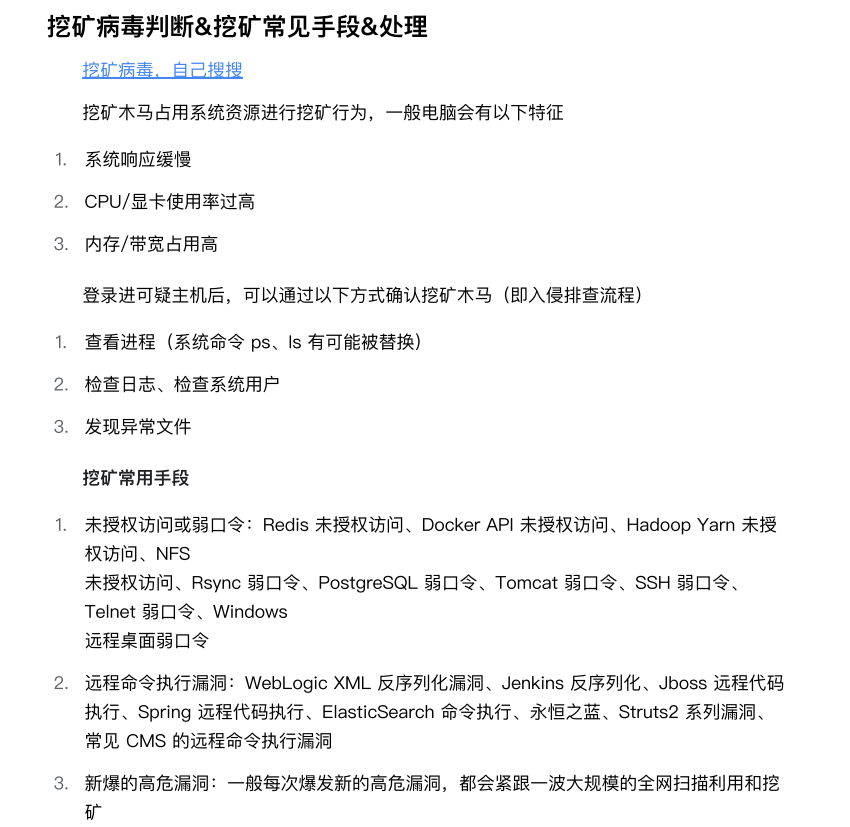 挖矿病毒判断&挖矿常见手段&处理
挖矿病毒，自己搜搜
挖矿木马占用系统资源进行挖矿行为，一般电脑会有以下特征
1. 系统响应缓慢
2. CPU/显卡使用率过高
3. 内存/带宽占用高
登录进可疑主机后，可以通过以下方式确认挖矿木马（即入侵排查流程）
1. 查看进程（系统命令 ps、ls 有可能被替换）
2. 检查日志、检查系统用户
3. 发现异常文件
挖矿常用手段
1. 未授权访问或弱口令：Redis 未授权访问、Docker API 未授权访问、Hadoop Yarn 未授
权访问、NFS
未授权访问、Rsync 弱口令、PostgreSQL 弱口令、Tomcat 弱口令、SSH 弱口令、
Telnet 弱口令、Windows
远程桌面弱口令
2. 远程命令执行漏洞：WebLogic XML 反序列化漏洞、Jenkins 反序列化、Jboss 远程代码
执行、Spring 远程代码执行、ElasticSearch 命令执行、永恒之蓝、Struts2 系列漏洞、
常见 CMS 的远程命令执行漏洞
3. 新爆的高危漏洞：一般每次爆发新的高危漏洞，都会紧跟一波大规模的全网扫描利用和挖
矿